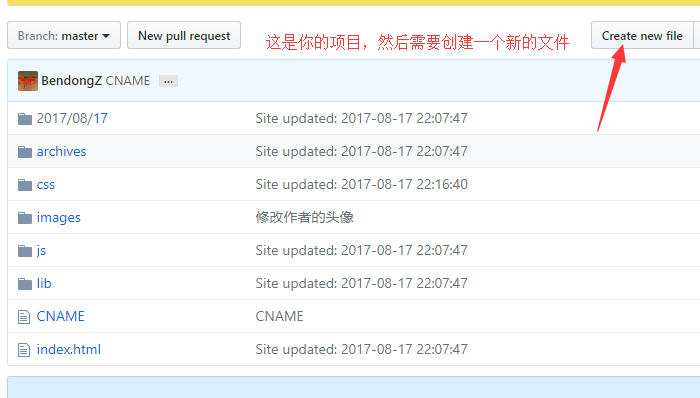 Branch: master New pull request 这是你的项目，然后需要创建一个新的文件 Create new file
BendongZ CNAME ...
2017/08/17 Site updated: 2017-08-17 22:07:47
archives Site updated: 2017-08-17 22:07:47
css Site updated: 2017-08-17 22:16:40
images 修改作者的头像
js Site updated: 2017-08-17 22:07:47
lib Site updated: 2017-08-17 22:07:47
CNAME CNAME
index.html Site updated: 2017-08-17 22:07:47